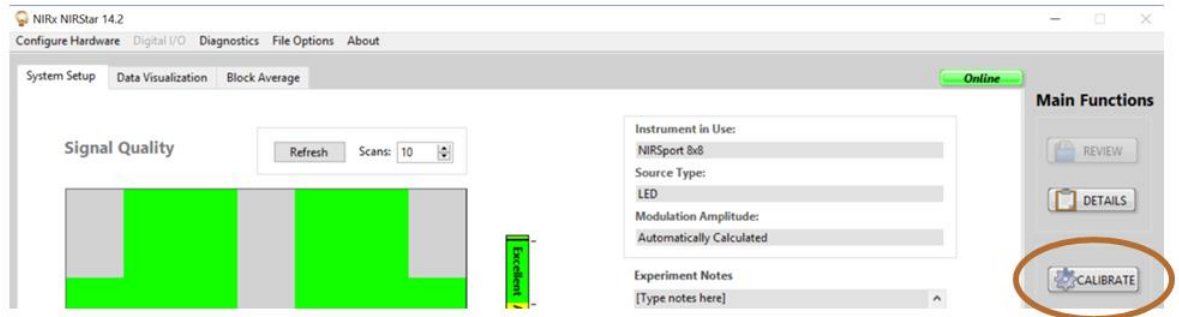 NIRx NIRStar 14.2
Configure Hardware Digital I/O Diagnostics File Options About
System Setup Data Visualization Block Average
Online
Main Functions
Signal Quality
Refresh Scans: 10
Instrument in Use:
NIRSport 8x8
Source Type:
LED
Modulation Amplitude:
Automatically Calculated
Experiment Notes
[Type notes here]
Excellent
REVIEW
DETAILS
CALIBRATE